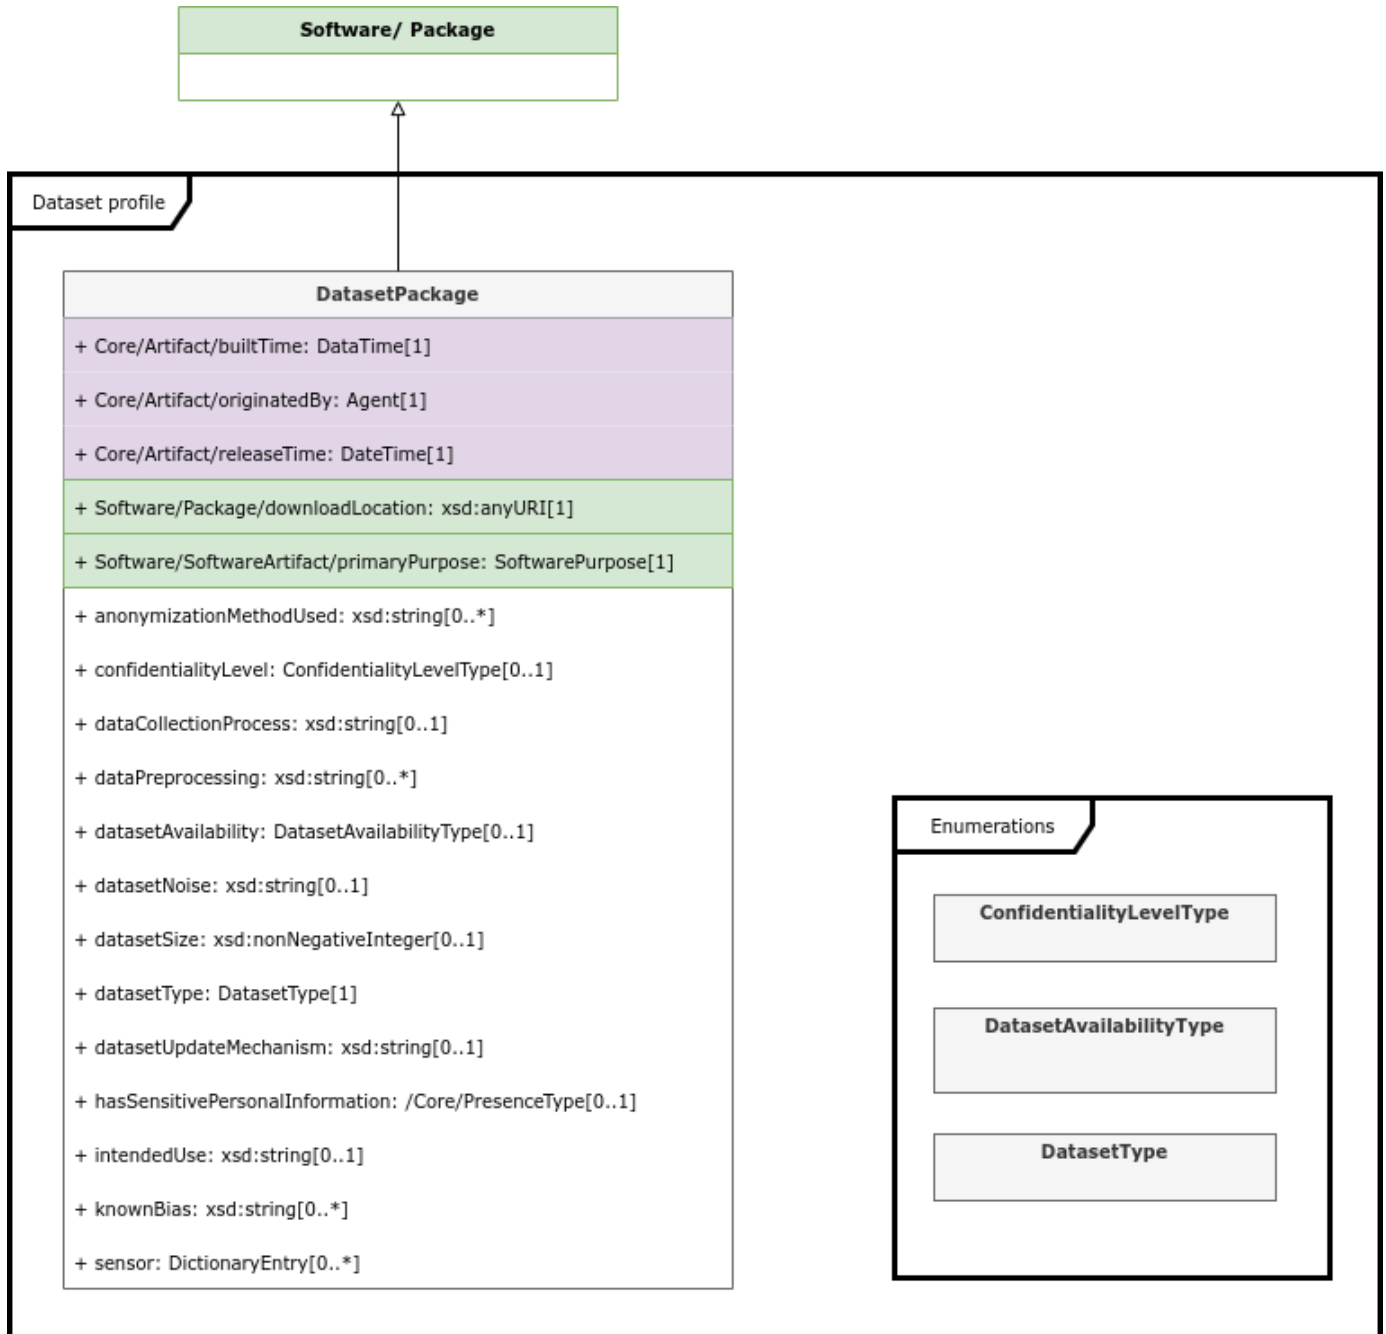 Software/ Package
Dataset profile
DatasetPackage
+ Core/Artifact/builtTime: DataTime[1]
+ Core/Artifact/originatedBy: Agent[1]
+ Core/Artifact/releaseTime: DateTime[1]
+ Software/Package/downloadLocation: xsd:anyURI[1]
+ Software/SoftwareArtifact/primaryPurpose: SoftwarePurpose[1]
+ anonymizationMethodUsed: xsd:string[0..*]
+ confidentialityLevel: ConfidentialityLevelType[0..1]
+ dataCollectionProcess: xsd:string[0..1]
+ dataPreprocessing: xsd:string[0..*]
+ datasetAvailability: DatasetAvailabilityType[0..1]
+ datasetNoise: xsd:string[0..1]
+ datasetSize: xsd:nonNegativeInteger[0..1]
+ datasetType: DatasetType[1]
+ datasetUpdateMechanism: xsd:string[0..1]
+ hasSensitivePersonalInformation: /Core/PresenceType[0..1]
+ intendedUse: xsd:string[0..1]
+ knownBias: xsd:string[0..*]
+ sensor: DictionaryEntry[0..*]
Enumerations
ConfidentialityLevelType
DatasetAvailabilityType
DatasetType